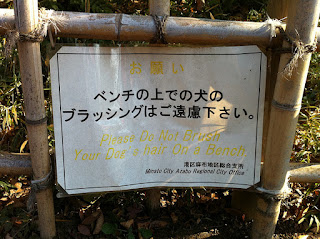 お願い
ベンチの上での犬の
ブラッシングはご遠慮下さい。
Please Do Not Brush
Your Dog's hair On a Bench
港区麻布地区総合支所
Minato City Azabu Regional City Office